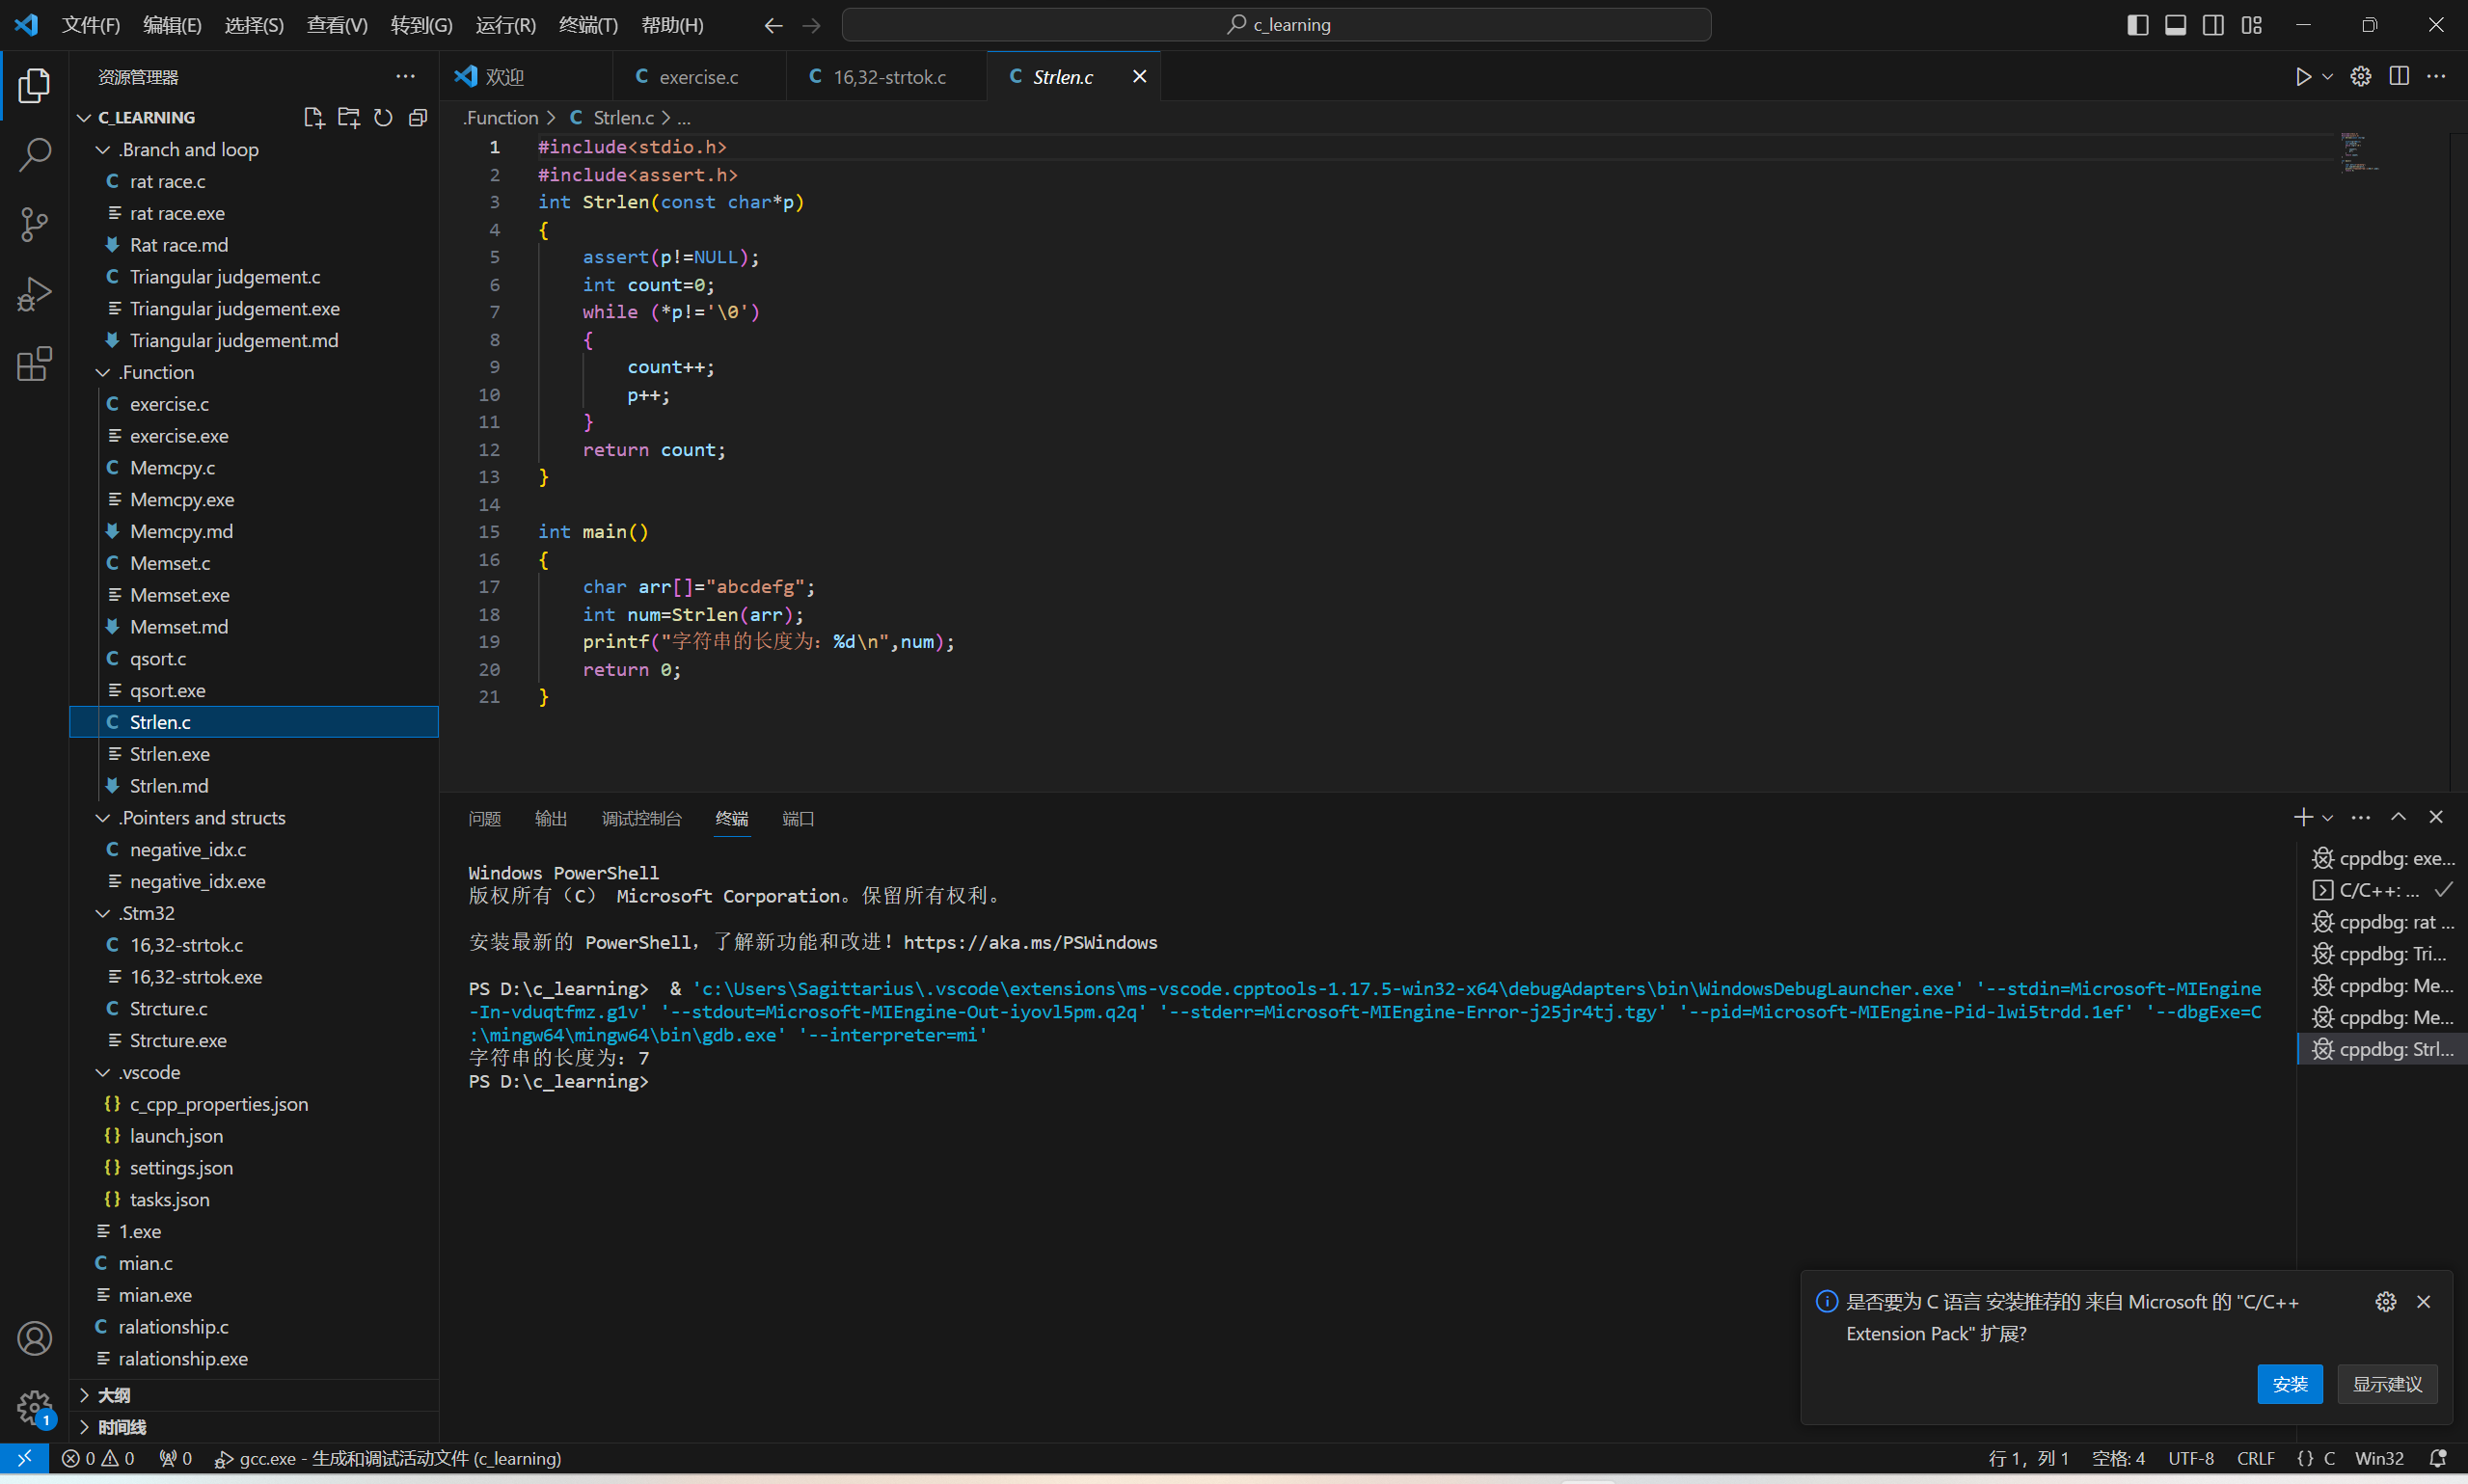 文件(F) 编辑(E) 选择(S) 查看(V) 转到(G) 运行(R) 终端(T) 帮助(H) c_learning
资源管理器
C_LEARNING
.Branch and loop
rat race.c
rat race.exe
Rat race.md
Triangular judgement.c
Triangular judgement.exe
Triangular judgement.md
.Function
exercise.c
exercise.exe
Memcpy.c
Memcpy.exe
Memcpy.md
Memset.c
Memset.exe
Memset.md
qsort.c
qsort.exe
Strlen.c
Strlen.exe
Strlen.md
.Pointers and structs
negative_idx.c
negative_idx.exe
.Stm32
16,32-strtok.c
16,32-strtok.exe
Strcture.c
Strcture.exe
.vscode
c_cpp_properties.json
launch.json
settings.json
tasks.json
1.exe
mian.c
mian.exe
ralationship.c
ralationship.exe
大纲
时间线
欢迎 exercise.c 16,32-strtok.c Strlen.c
.Function > C Strlen.c > ...
1 #include<stdio.h>
2 #include<assert.h>
3 int Strlen(const char*p)
4 {
5 assert(p!=NULL);
6 int count=0;
7 while (*p!='\0')
8 {
9 count++;
10 p++;
11 }
12 return count;
13 }
14
15 int main()
16 {
17 char arr[]="abcdefg";
18 int num=Strlen(arr);
19 printf("字符串的长度为：%d\n",num);
20 return 0;
21 }
问题 输出 调试控制台 终端 端口
Windows PowerShell
版权所有（C） Microsoft Corporation。保留所有权利。
安装最新的 PowerShell，了解新功能和改进！https://aka.ms/PSWindows
PS D:\c_learning>  & 'c:\Users\Sagittarius\.vscode\extensions\ms-vscode.cpptools-1.17.5-win32-x64\debugAdapters\bin\WindowsDebugLauncher.exe' '--stdin=Microsoft-MIEngine
-In-vduqtfmz.g1v' '--stdout=Microsoft-MIEngine-Out-iyovl5pm.q2q' '--stderr=Microsoft-MIEngine-Error-j25jr4tj.tgy' '--pid=Microsoft-MIEngine-Pid-lwi5trdd.1ef' '--dbgExe=C
:\mingw64\mingw64\bin\gdb.exe' '--interpreter=mi'
字符串的长度为：7
PS D:\c_learning>
cppdbg: exe...
C/C++: ...
cppdbg: rat ...
cppdbg: Tri...
cppdbg: Me...
cppdbg: Me...
cppdbg: Strl...
是否要为 C 语言 安装推荐的 来自 Microsoft 的 "C/C++
Extension Pack" 扩展?
安装 显示建议
1
0 0 0 gcc.exe - 生成和调试活动文件 (c_learning) 行 1，列 1 空格: 4 UTF-8 CRLF {} C Win32